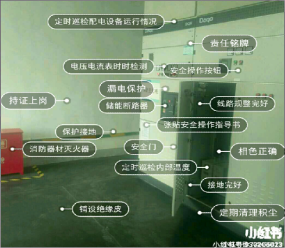 定时巡检配电设备运行情况
责任铭牌
电压电流表时时检测
安全操作按钮
漏电保护
持证上岗
储能断路器
线路规整完好
保护接地
张贴安全操作指导书
消防器材灭火器
安全门
相色正确
定时巡检内部温度
接地完好
铺设绝缘皮
定期清理积尘
小红书